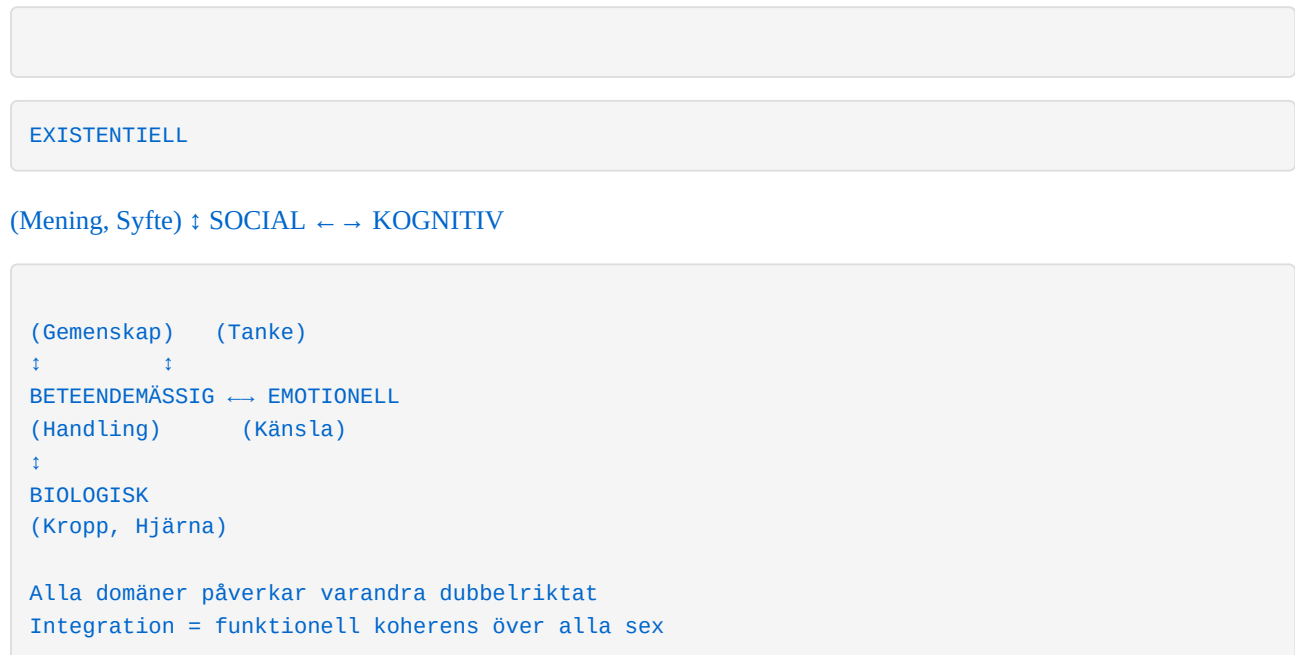 EXISTENTIELL
(Mening, Syfte) ↕ SOCIAL ←→ KOGNITIV
(Gemenskap)   (Tanke)
↕          ↕
BETEENDEMÄSSIG ←→ EMOTIONELL
(Handling)       (Känsla)
↕
BIOLOGISK
(Kropp, Hjärna)
Alla domäner påverkar varandra dubbelriktat
Integration = funktionell koherens över alla sex